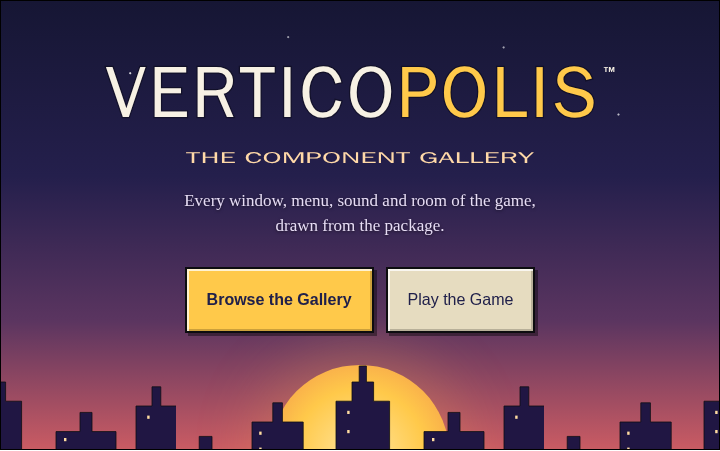 VERTICOPOLIS™
THE COMPONENT GALLERY
Every window, menu, sound and room of the game,
drawn from the package.
Browse the Gallery
Play the Game